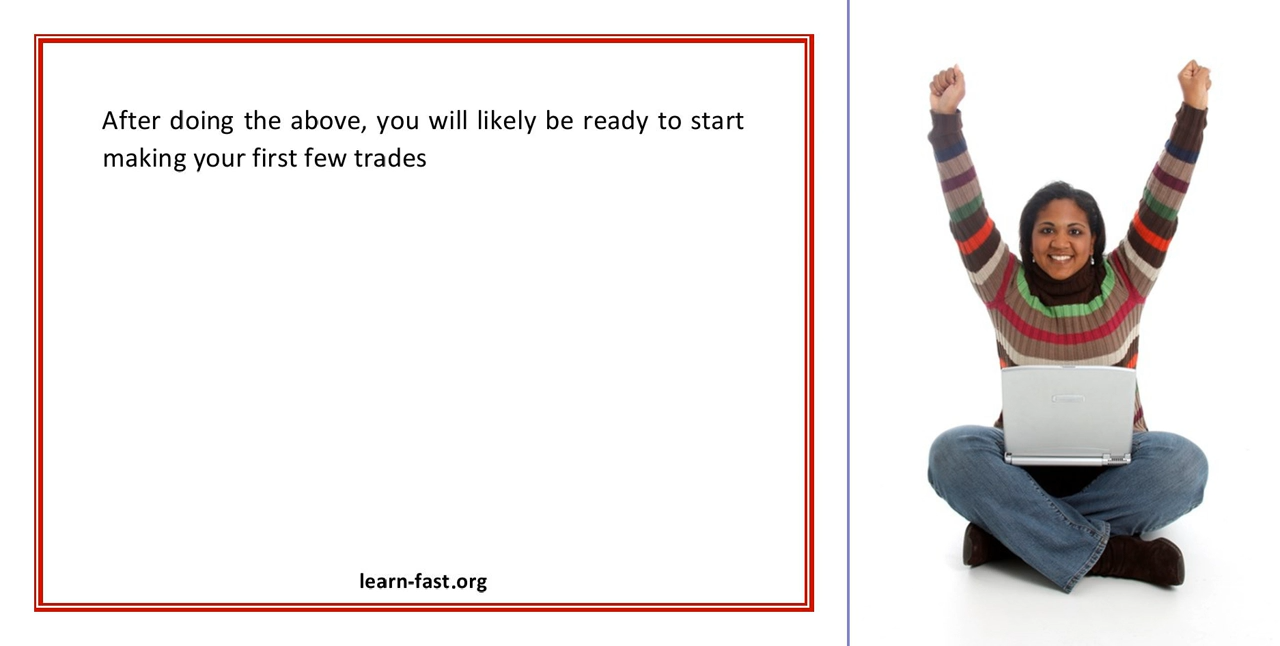 After doing the above, you will likely be ready to start
making your first few trades
learn-fast.org